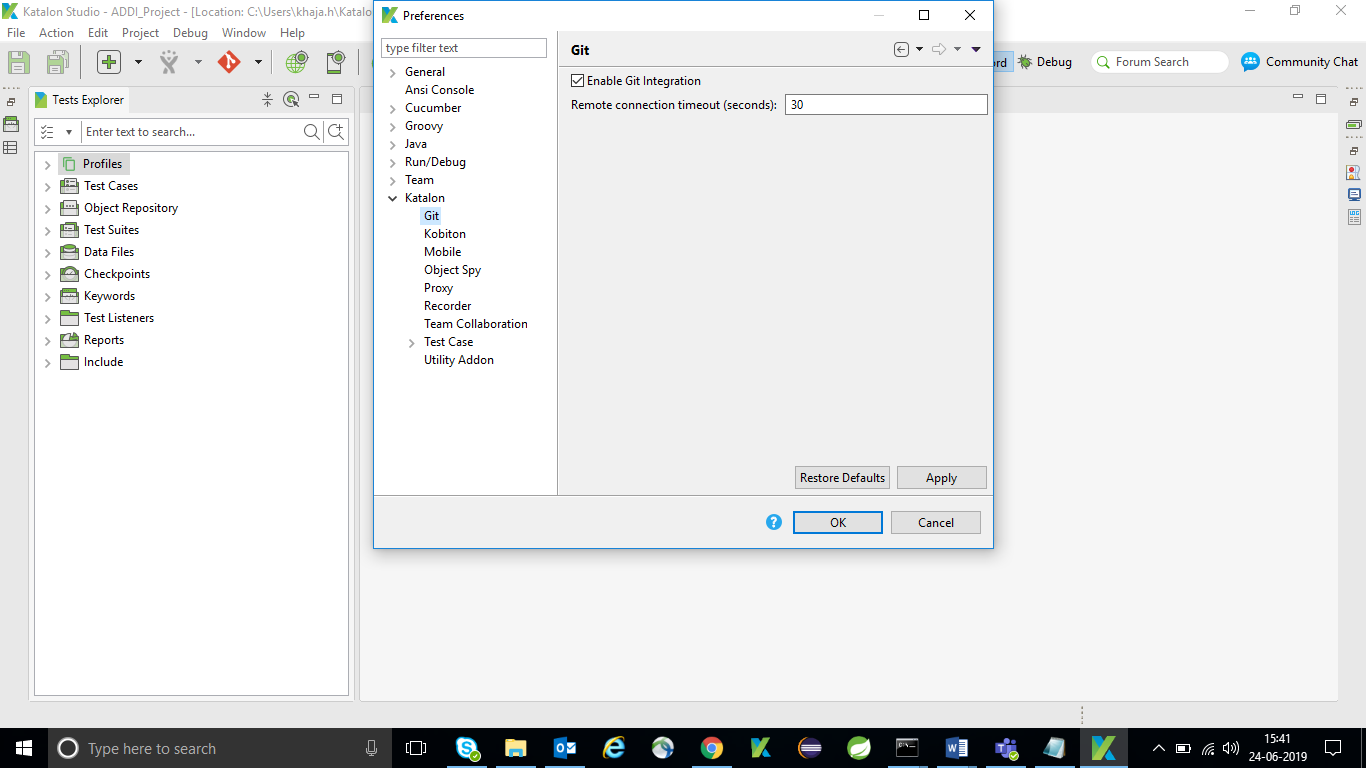 Katalon Studio - ADDI_Project - [Location: C:\Users\khaja.h\Katalo
File Action Edit Project Debug Window Help
Debug
Forum Search
Community Chat
Tests Explorer
Enter text to search...
Profiles
Test Cases
Object Repository
Test Suites
Data Files
Checkpoints
Keywords
Test Listeners
Reports
Include
Preferences
type filter text
General
Ansi Console
Cucumber
Groovy
Java
Run/Debug
Team
Katalon
Git
Kobiton
Mobile
Object Spy
Proxy
Recorder
Team Collaboration
Test Case
Utility Addon
Git
Enable Git Integration
Remote connection timeout (seconds): 30
Restore Defaults Apply
OK Cancel
Type here to search
15:41
24-06-2019